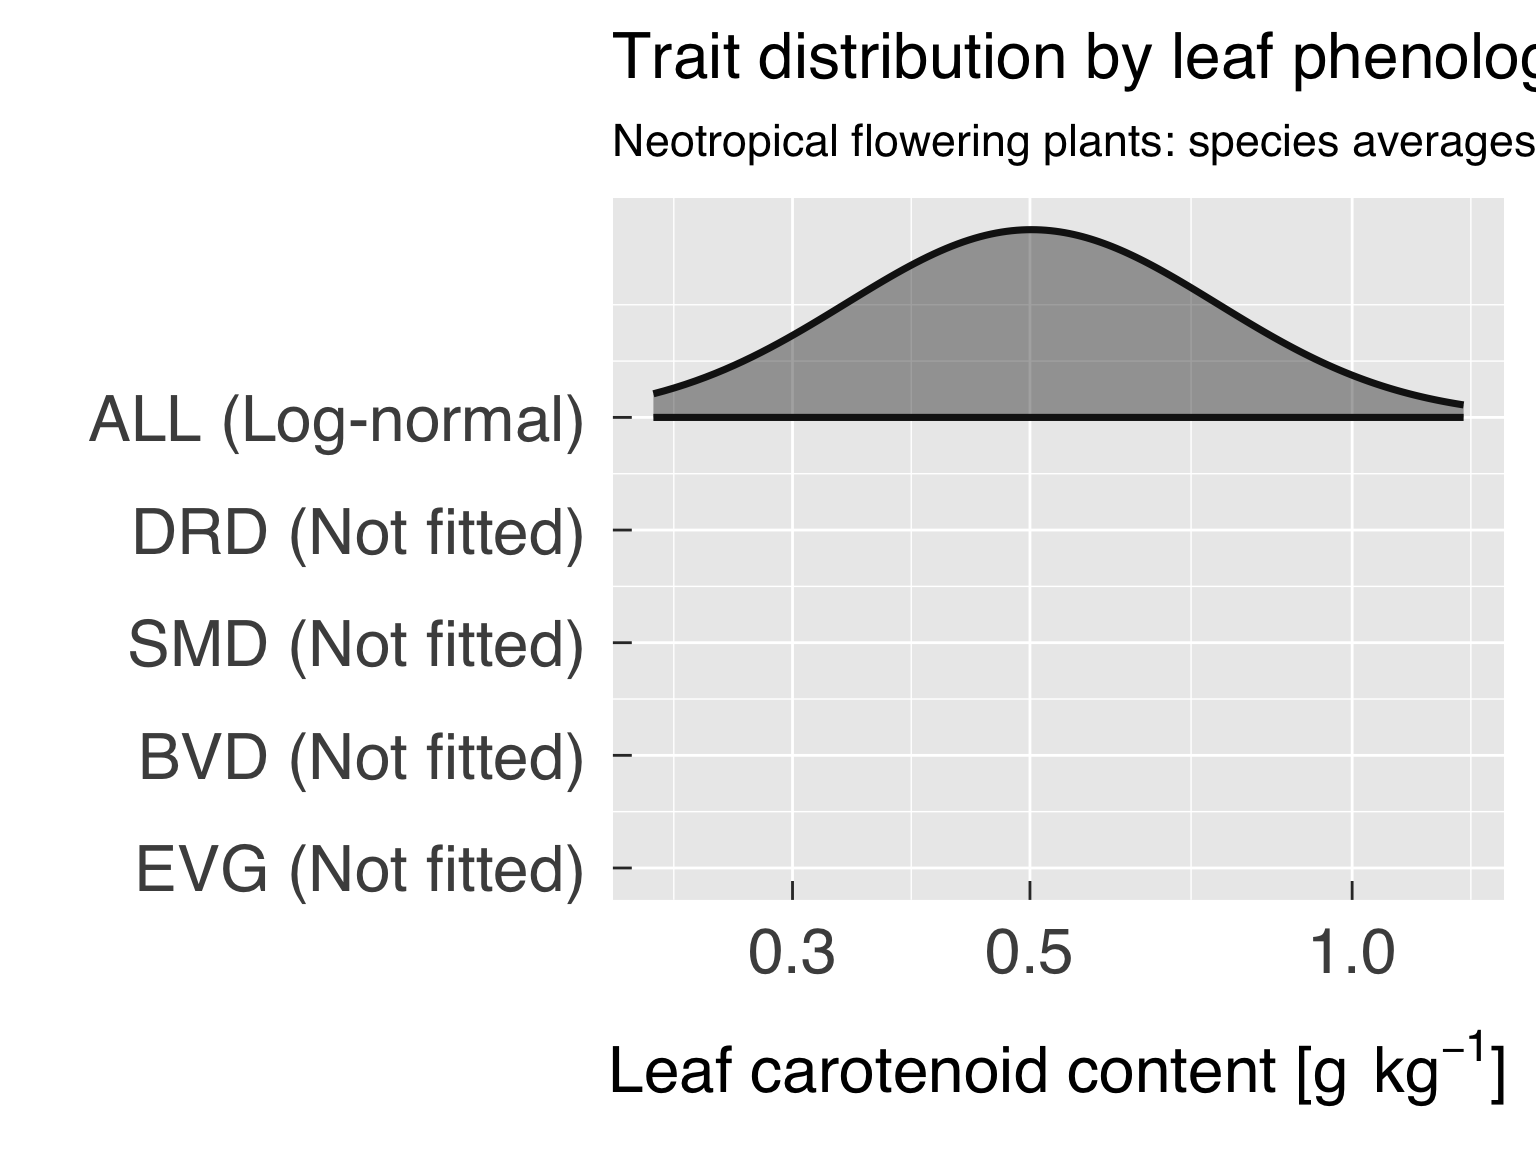 Trait distribution by leaf phenolog
Neotropical flowering plants: species averages
ALL (Log-normal)
DRD (Not fitted)
SMD (Not fitted)
BVD (Not fitted)
EVG (Not fitted)
0.3 0.5 1.0
Leaf carotenoid content [g kg⁻¹]